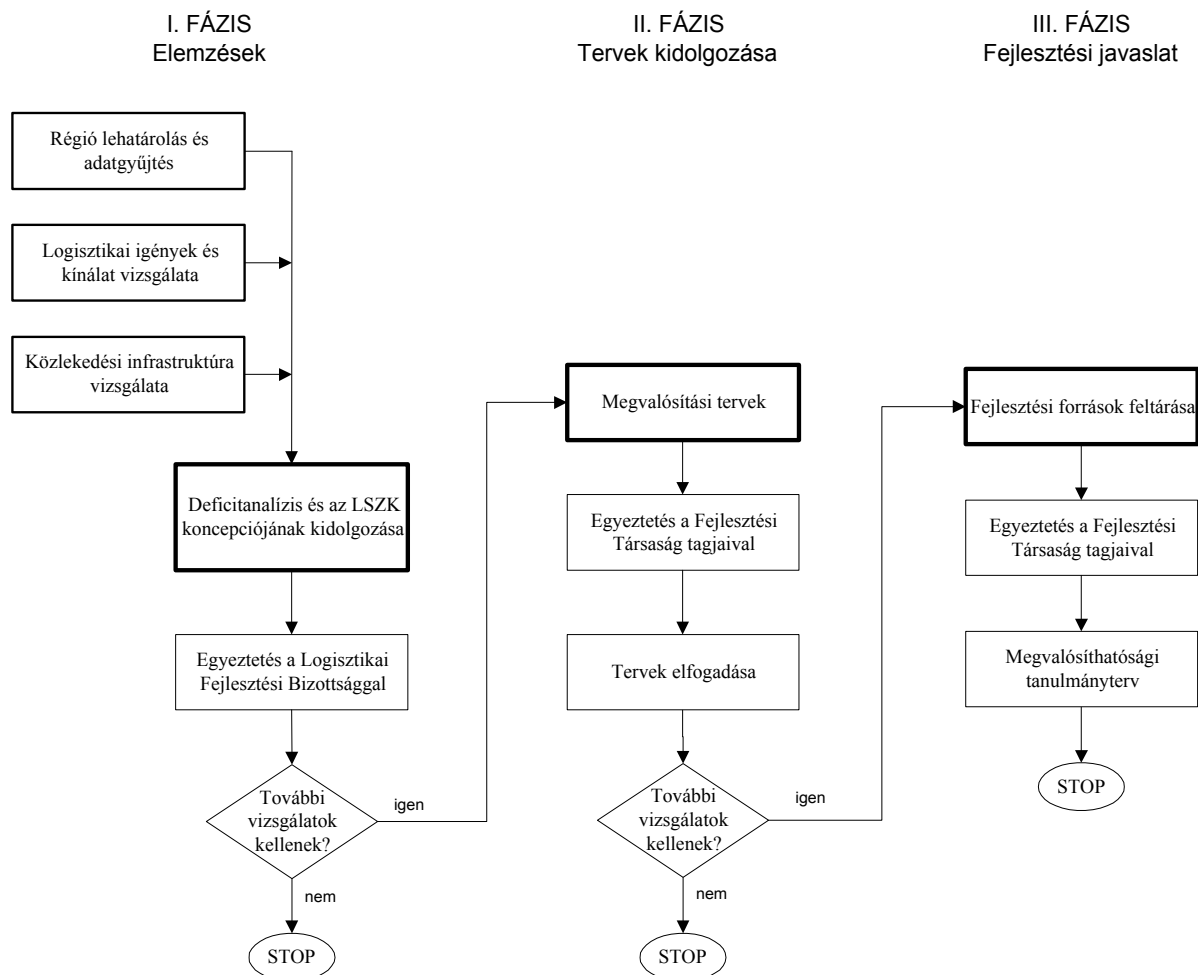 I. FÁZIS
Elemzések
Régió lehatárolás és
adatgyűjtés
Logisztikai igények és
kínálat vizsgálata
Közlekedési infrastruktúra
vizsgálata
Deficitanalízis és az LSZK
koncepciójának kidolgozása
Egyeztetés a Logisztikai
Fejlesztési Bizottsággal
További
vizsgálatok
kellenek?
igen
nem
STOP
II. FÁZIS
Tervek kidolgozása
Megvalósítási tervek
Egyeztetés a Fejlesztési
Társaság tagjaival
Tervek elfogadása
További
vizsgálatok
kellenek?
igen
nem
STOP
III. FÁZIS
Fejlesztési javaslat
Fejlesztési források feltárása
Egyeztetés a Fejlesztési
Társaság tagjaival
Megvalósíthatósági
tanulmányterv
STOP